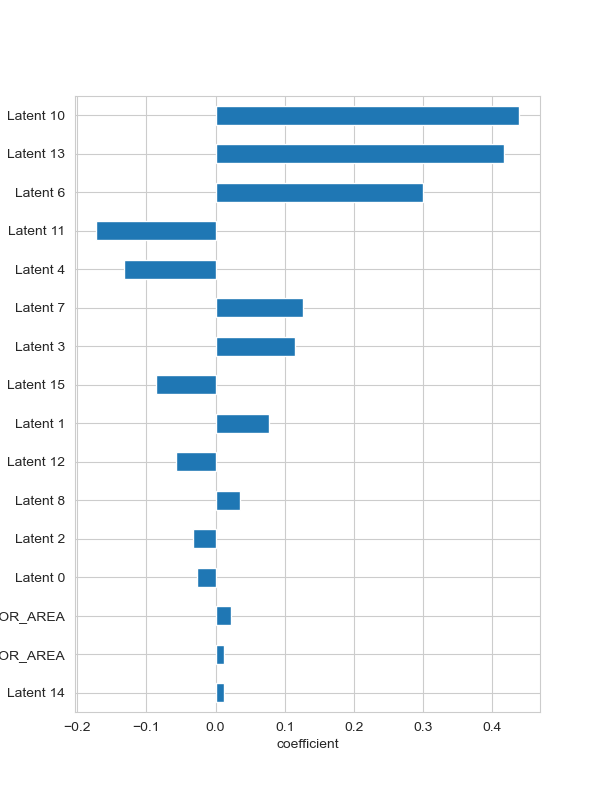 Latent 10
Latent 13
Latent 6
Latent 11
Latent 4
Latent 7
Latent 3
Latent 15
Latent 1
Latent 12
Latent 8
Latent 2
Latent 0
OR_AREA
OR_AREA
Latent 14
−0.2 −0.1 0.0 0.1 0.2 0.3 0.4
coefficient